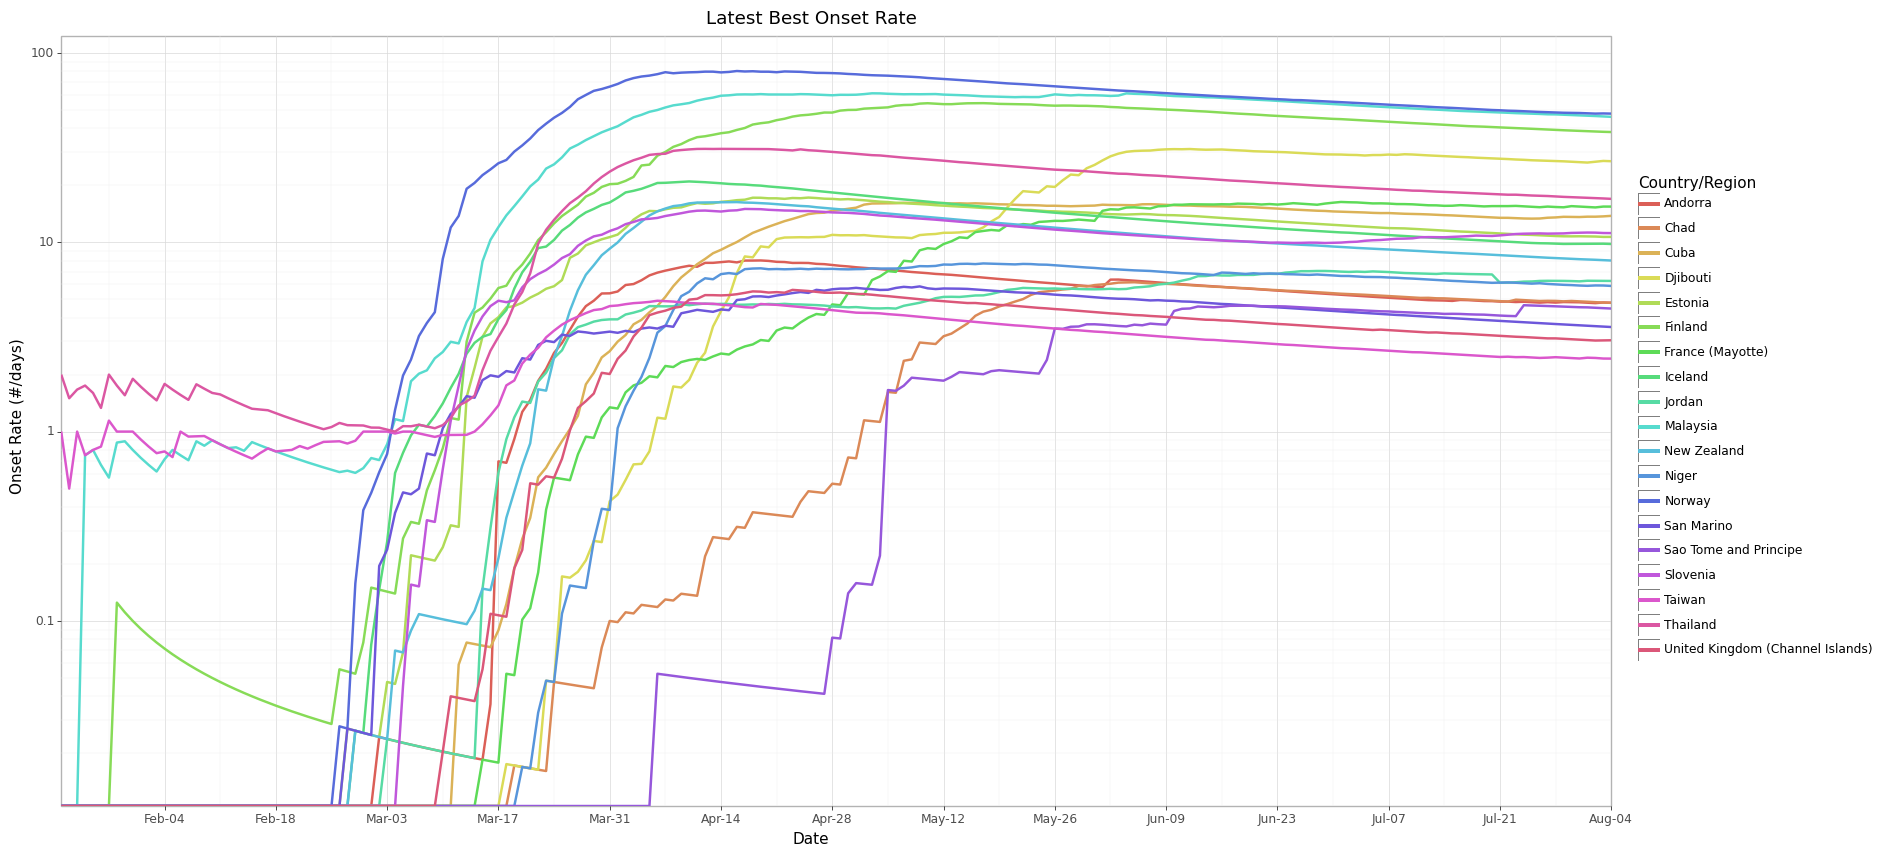 Latest Best Onset Rate
Onset Rate (#/days)
100
10
1
0.1
Feb-04
Feb-18
Mar-03
Mar-17
Mar-31
Apr-14
Apr-28
May-12
May-26
Jun-09
Jun-23
Jul-07
Jul-21
Aug-04
Date
Country/Region
Andorra
Chad
Cuba
Djibouti
Estonia
Finland
France (Mayotte)
Iceland
Jordan
Malaysia
New Zealand
Niger
Norway
San Marino
Sao Tome and Principe
Slovenia
Taiwan
Thailand
United Kingdom (Channel Islands)